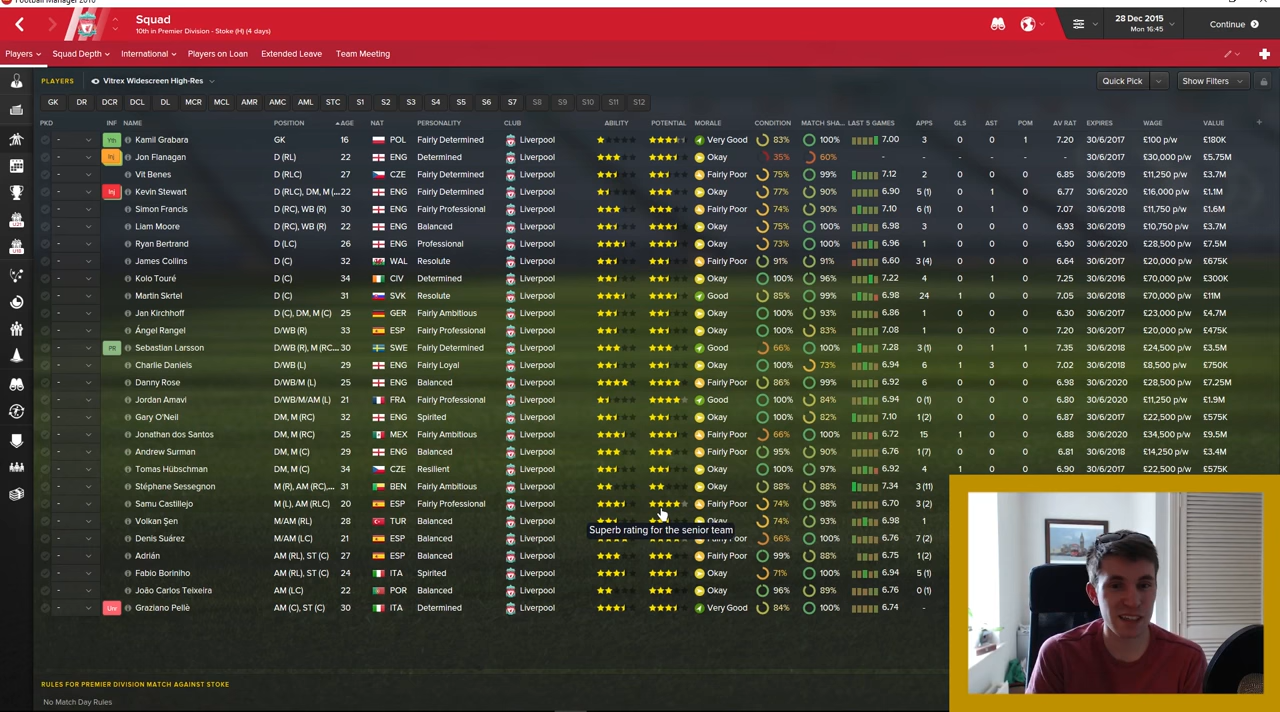 Squad
10th in Premier Division - Stoke (H) (4 days)
28 Dec 2015
Mon 16:45
Continue
Players
Squad Depth
International
Players on Loan
Extended Leave
Team Meeting
PLAYERS
Vitrex Widescreen High-Res
Quick Pick
Show Filters
GK DR DCR DCL DL MCR MCL AMR AMC AML STC S1 S2 S3 S4 S5 S6 S7 S8 S9 S10 S11 S12
PKD INF NAME POSITION AGE NAT PERSONALITY CLUB ABILITY POTENTIAL MORALE CONDITION MATCH SHA... LAST 5 GAMES APPS GLS AST POM AV RAT EXPIRES WAGE VALUE
- Yth Kamil Grabara GK 16 POL Fairly Determined Liverpool Very Good 83% 100% 7.00 3 0 0 0 7.20 30/6/2017 £100 p/w £180K
- Inj Jon Flanagan D (RL) 22 ENG Determined Liverpool Okay 35% 60% - - - - - - 30/6/2017 £30,000 p/w £5.75M
- Vit Benes D (RLC) 27 CZE Fairly Determined Liverpool Fairly Poor 75% 99% 7.12 2 0 0 0 6.85 30/6/2019 £11,250 p/w £3.7M
- Inj Kevin Stewart D (RLC), DM, M (... 22 ENG Fairly Determined Liverpool Okay 77% 90% 6.90 5 (1) 0 1 0 6.77 30/6/2020 £16,000 p/w £1.1M
- Simon Francis D (RC), WB (R) 30 ENG Fairly Professional Liverpool Fairly Poor 74% 90% 7.10 6 (1) 0 1 0 7.07 30/6/2018 £11,750 p/w £1.6M
- Liam Moore D (RC), WB (R) 22 ENG Balanced Liverpool Okay 75% 100% 6.98 3 0 0 0 6.93 30/6/2019 £10,750 p/w £3.7M
- Ryan Bertrand D (LC) 26 ENG Professional Liverpool Okay 73% 100% 6.96 1 0 0 0 6.90 30/6/2020 £28,500 p/w £7.5M
- James Collins D (C) 32 WAL Resolute Liverpool Fairly Poor 91% 91% 6.60 3 (4) 0 0 0 6.64 30/6/2017 £20,000 p/w £675K
- Kolo Touré D (C) 34 CIV Determined Liverpool Okay 100% 96% 7.22 4 0 1 0 7.25 30/6/2016 £70,000 p/w £300K
- Martin Skrtel D (C) 31 SVK Resolute Liverpool Good 85% 99% 6.98 24 1 0 0 7.05 30/6/2018 £70,000 p/w £11M
- Jan Kirchhoff D (C), DM, M (C) 25 GER Fairly Ambitious Liverpool Okay 100% 93% 6.86 1 0 0 0 6.30 30/6/2018 £23,000 p/w £4.7M
- Ángel Rangel D/WB (R) 33 ESP Fairly Professional Liverpool Okay 100% 83% 7.08 1 0 0 0 7.20 30/6/2017 £20,000 p/w £475K
- PR Sebastian Larsson D/WB (R), M (RC... 30 SWE Fairly Determined Liverpool Good 66% 100% 7.28 3 (1) 0 1 1 7.35 30/6/2018 £24,500 p/w £3.5M
- Charlie Daniels D/WB (L) 29 ENG Fairly Loyal Liverpool Okay 100% 73% 6.94 6 1 3 0 7.02 30/6/2018 £8,500 p/w £750K
- Danny Rose D/WB/M (L) 25 ENG Balanced Liverpool Fairly Poor 86% 99% 6.92 6 0 0 0 6.98 30/6/2020 £28,500 p/w £7.25M
- Jordan Amavi D/WB/M/AM (L) 21 FRA Fairly Professional Liverpool Good 100% 84% 6.94 0 (1) 0 0 0 6.80 30/6/2020 £11,250 p/w £1.9M
- Gary O'Neil DM, M (RC) 32 ENG Spirited Liverpool Okay 100% 82% 7.10 1 (2) 0 0 0 6.87 30/6/2017 £22,500 p/w £575K
- Jonathan dos Santos DM, M (RC) 25 MEX Fairly Ambitious Liverpool Fairly Poor 66% 100% 6.72 15 1 0 0 6.88 30/6/2020 £34,500 p/w £9.5M
- Andrew Surman DM, M (C) 29 ENG Balanced Liverpool Fairly Poor 95% 90% 6.76 1 (7) 0 0 0 6.81 30/6/2017 £14,250 p/w £3.4M
- Tomas Hübschman DM, M (C) 34 CZE Resilient Liverpool Okay 100% 97% 6.92 4 1 0 0 6.90 30/6/2017 £22,500 p/w £575K
- Stéphane Sessegnon M (R), AM (RC),... 31 BEN Fairly Ambitious Liverpool Okay 88% 88% 7.34 3 (11)
- Samu Castillejo M (L), AM (RLC) 20 ESP Fairly Professional Liverpool Fairly Poor 74% 98% 6.70 3 (2)
- Volkan Şen M/AM (RL) 28 TUR Balanced Liverpool Okay 74% 93% 6.98 1
Superb rating for the senior team
- Denis Suárez M/AM (LC) 21 ESP Balanced Liverpool Fairly Poor 66% 100% 6.76 7 (2)
- Adrián AM (RL), ST (C) 27 ESP Balanced Liverpool Fairly Poor 99% 88% 6.75 1 (2)
- Fabio Borinho AM (RL), ST (C) 24 ITA Spirited Liverpool Okay 71% 100% 6.94 5 (1)
- João Carlos Teixeira AM (LC) 22 POR Balanced Liverpool Okay 96% 89% 6.76 0 (1)
- Unr Graziano Pellè AM (C), ST (C) 30 ITA Determined Liverpool Very Good 84% 100% 6.74 -
RULES FOR PREMIER DIVISION MATCH AGAINST STOKE
No Match Day Rules